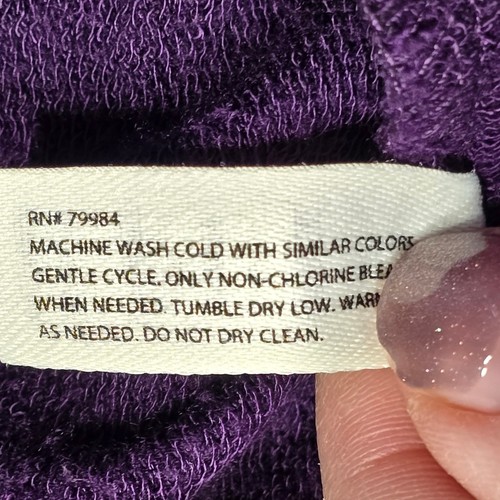 RN# 79984
MACHINE WASH COLD WITH SIMILAR COLORS
GENTLE CYCLE. ONLY NON-CHLORINE
WHEN NEEDED. TUMBLE DRY LOW.
AS NEEDED. DO NOT DRY CLEAN.